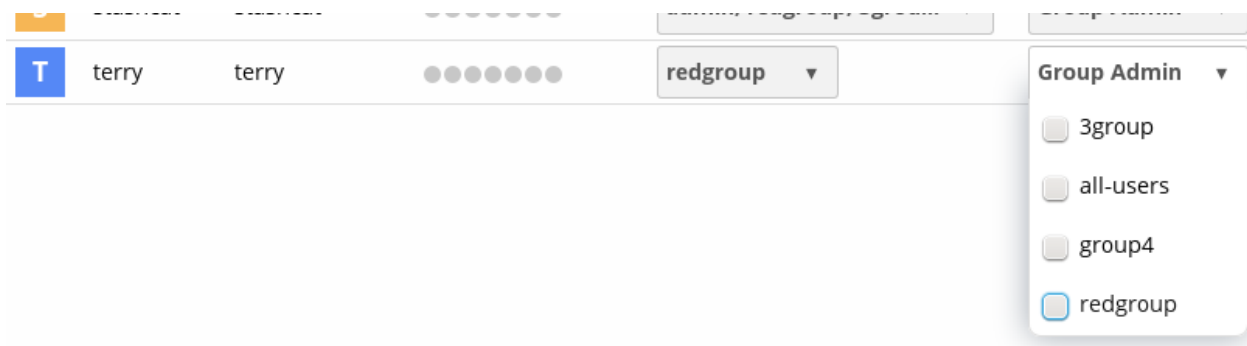 T terry terry redgroup ▼ Group Admin ▼
3group
all-users
group4
redgroup